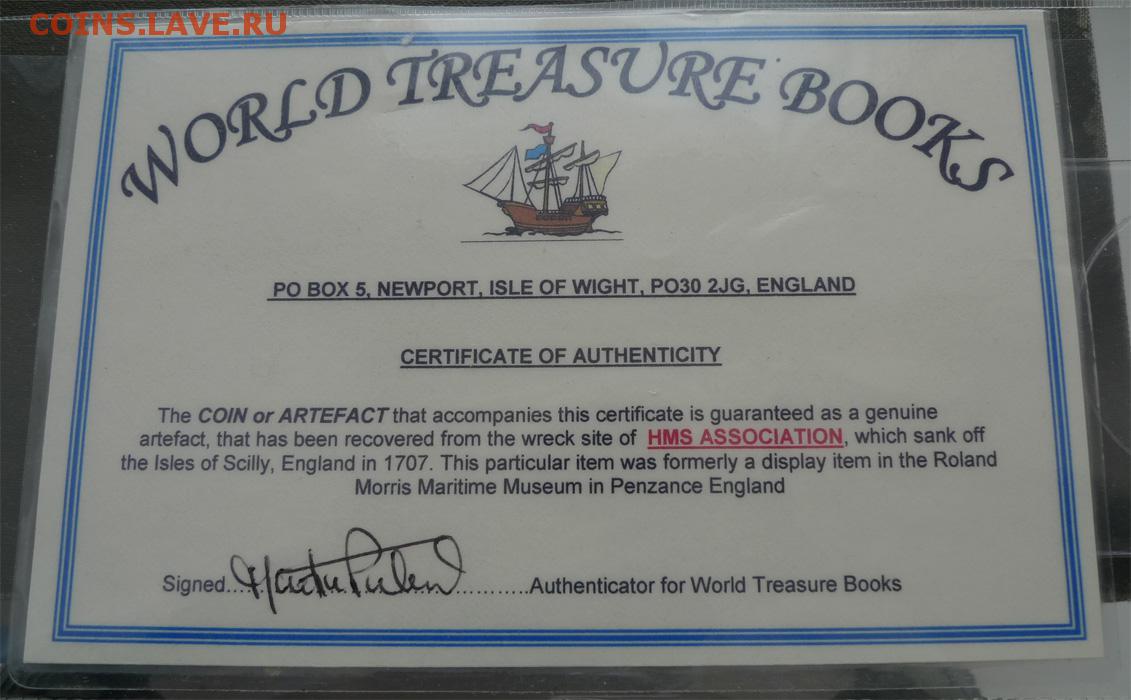 COINS.LAVE.RU
WORLD TREASURE BOOKS
PO BOX 5, NEWPORT, ISLE OF WIGHT, PO30 2JG, ENGLAND
CERTIFICATE OF AUTHENTICITY
The COIN or ARTEFACT that accompanies this certificate is guaranteed as a genuine
artefact, that has been recovered from the wreck site of HMS ASSOCIATION, which sank off
the Isles of Scilly, England in 1707. This particular item was formerly a display item in the Roland
Morris Maritime Museum in Penzance England
Signed.... ............Authenticator for World Treasure Books